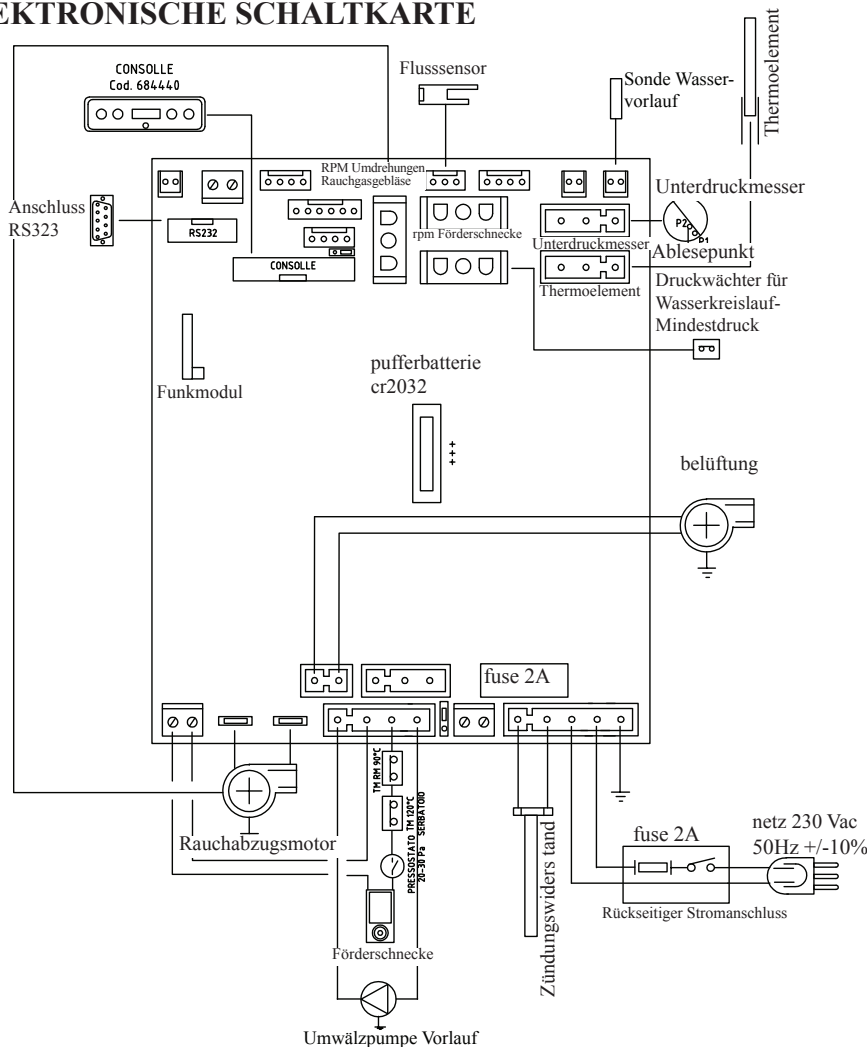 EKTRONISCHE SCHALTKARTE
CONSOLLE
Cod. 684440
Flusssensor
Sonde Wasser-
vorlauf
Thermoelement
RPM Umdrehungen
Rauchgasgebläse
Anschluss
RS323
RS232
CONSOLLE
rpm Förderschnecke
Unterdruckmesser
Unterdruckmesser
P2
P1
Ablesepunkt
Thermoelement
Druckwächter für
Wasserkreislauf-
Mindestdruck
Funkmodul
pufferbatterie
cr2032
+++
belüftung
fuse 2A
TM RM 90°C
PRESSOSTATO TM 120°C
20-30 Pa SERBATOIO
Rauchabzugsmotor
Förderschnecke
Umwälzpumpe Vorlauf
Zündungswiders tand
fuse 2A
Rückseitiger Stromanschluss
netz 230 Vac
50Hz +/-10%